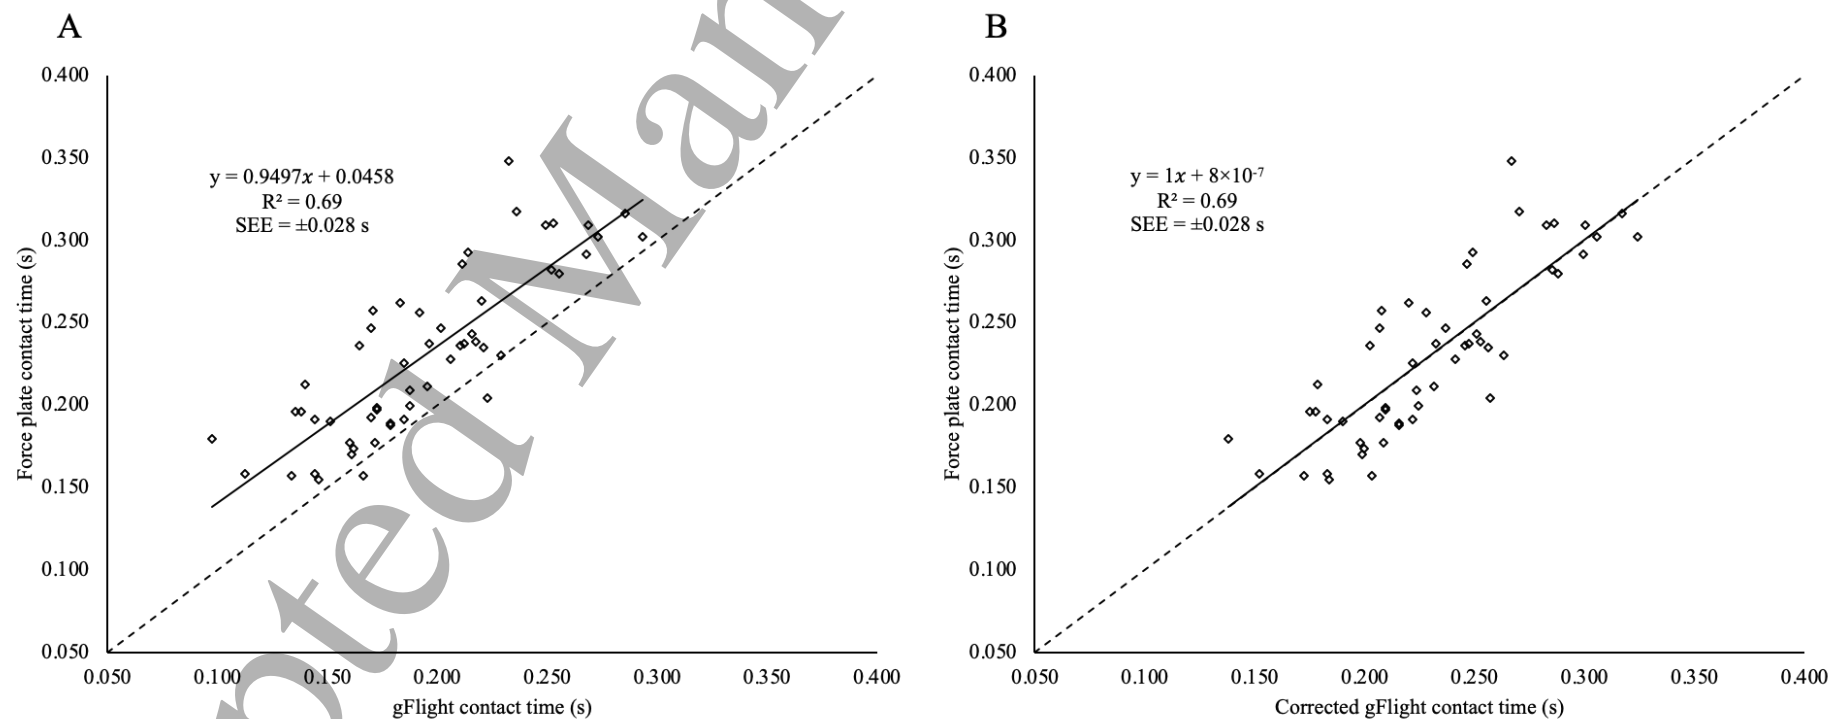 A
0.400
0.350
0.300
0.250
0.200
0.150
0.100
0.050
Force plate contact time (s)
y = 0.9497x + 0.0458
R² = 0.69
SEE = ±0.028 s
0.050 0.100 0.150 0.200 0.250 0.300 0.350 0.400
gFlight contact time (s)
pted Man
B
0.400
0.350
0.300
0.250
0.200
0.150
0.100
0.050
Force plate contact time (s)
y = 1x + 8×10⁻⁷
R² = 0.69
SEE = ±0.028 s
0.050 0.100 0.150 0.200 0.250 0.300 0.350 0.400
Corrected gFlight contact time (s)